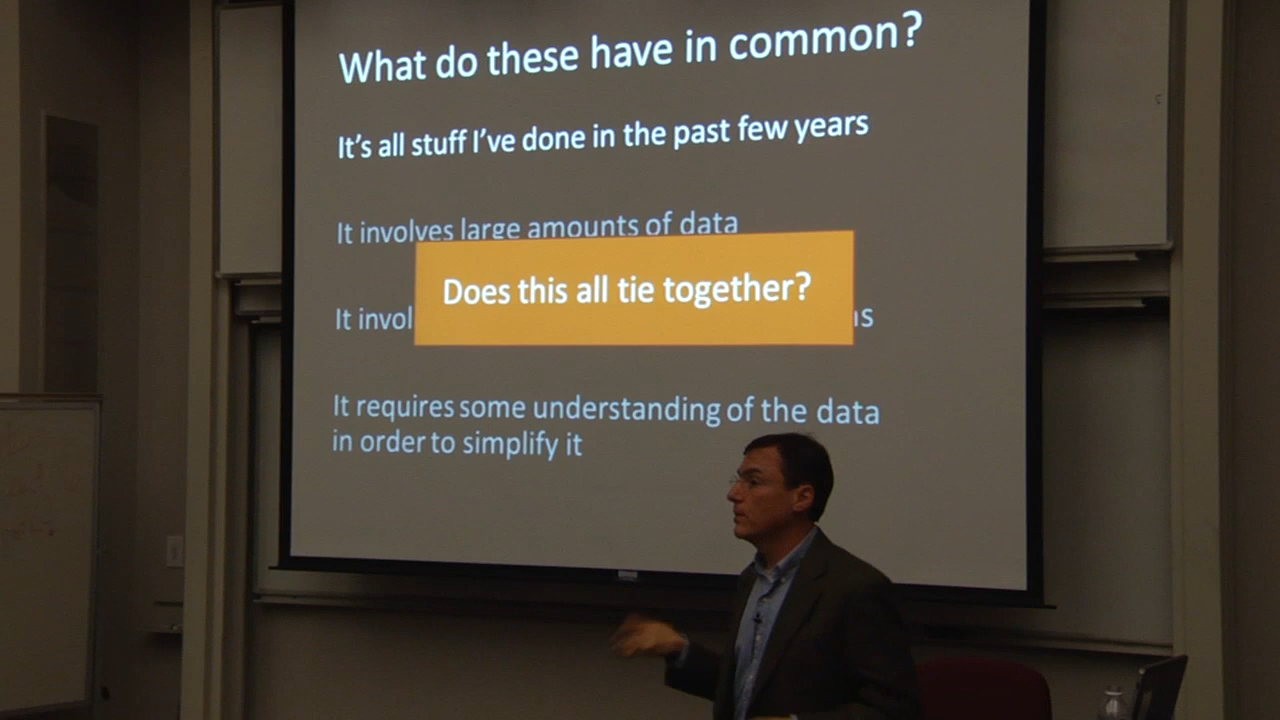 What do these have in common?
It's all stuff I've done in the past few years
It involves large amounts of data
Does this all tie together?
It
It requires some understanding of the data
in order to simplify it